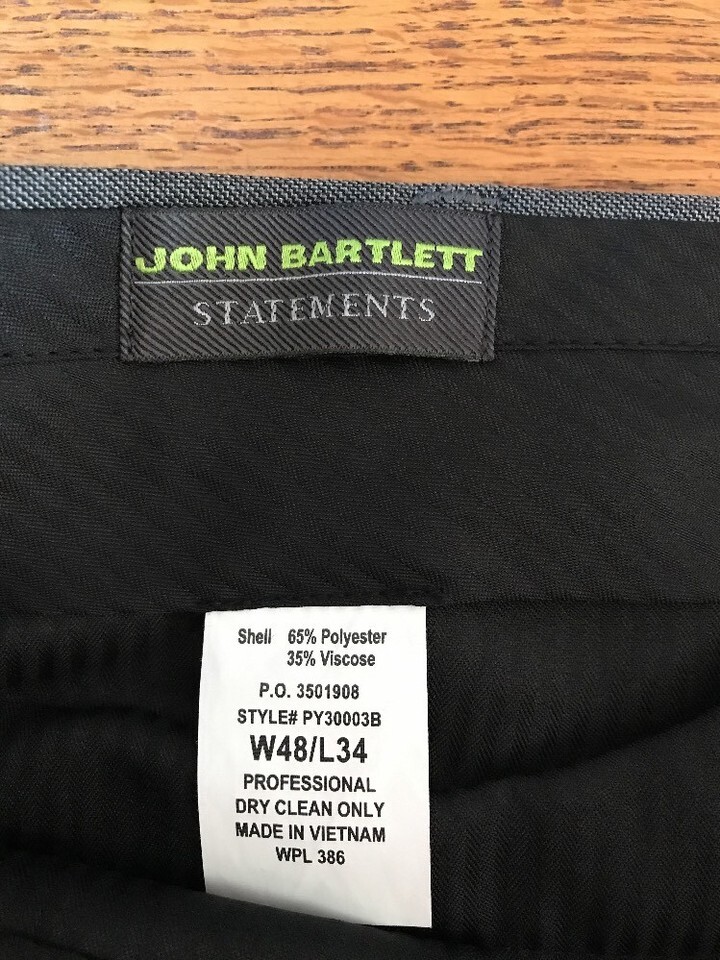 JOHN BARTLETT
STATEMENTS
Shell 65% Polyester
35% Viscose
P.O. 3501908
STYLE# PY30003B
W48/L34
PROFESSIONAL
DRY CLEAN ONLY
MADE IN VIETNAM
WPL 386